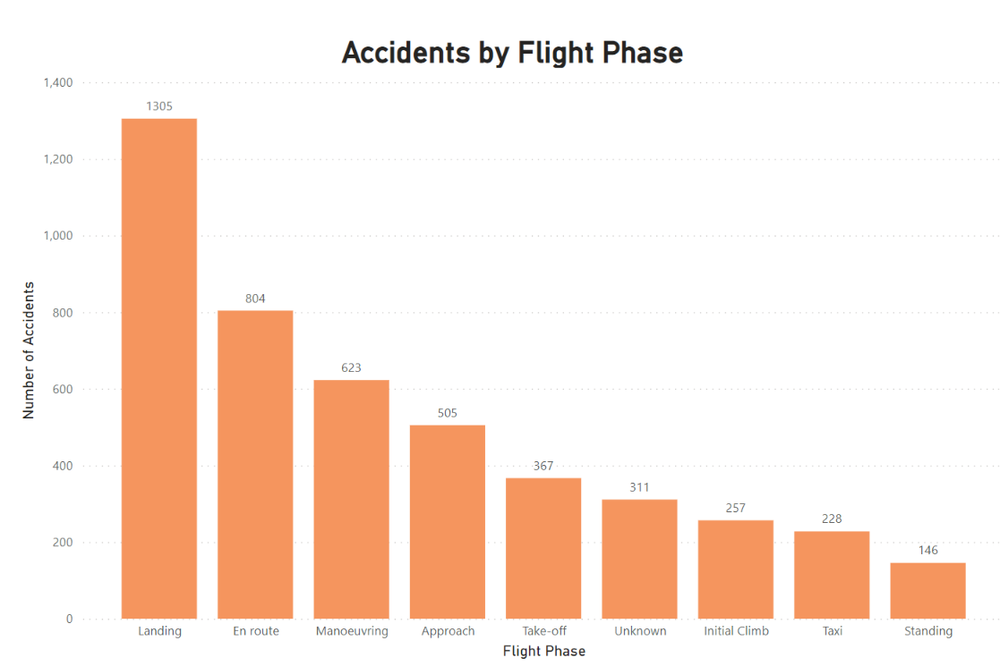 Accidents by Flight Phase
1,400
1,200
1,000
800
600
400
200
0
Number of Accidents
1305
804
623
505
367
311
257
228
146
Landing
En route
Manoeuvring
Approach
Take-off
Unknown
Initial Climb
Taxi
Standing
Flight Phase